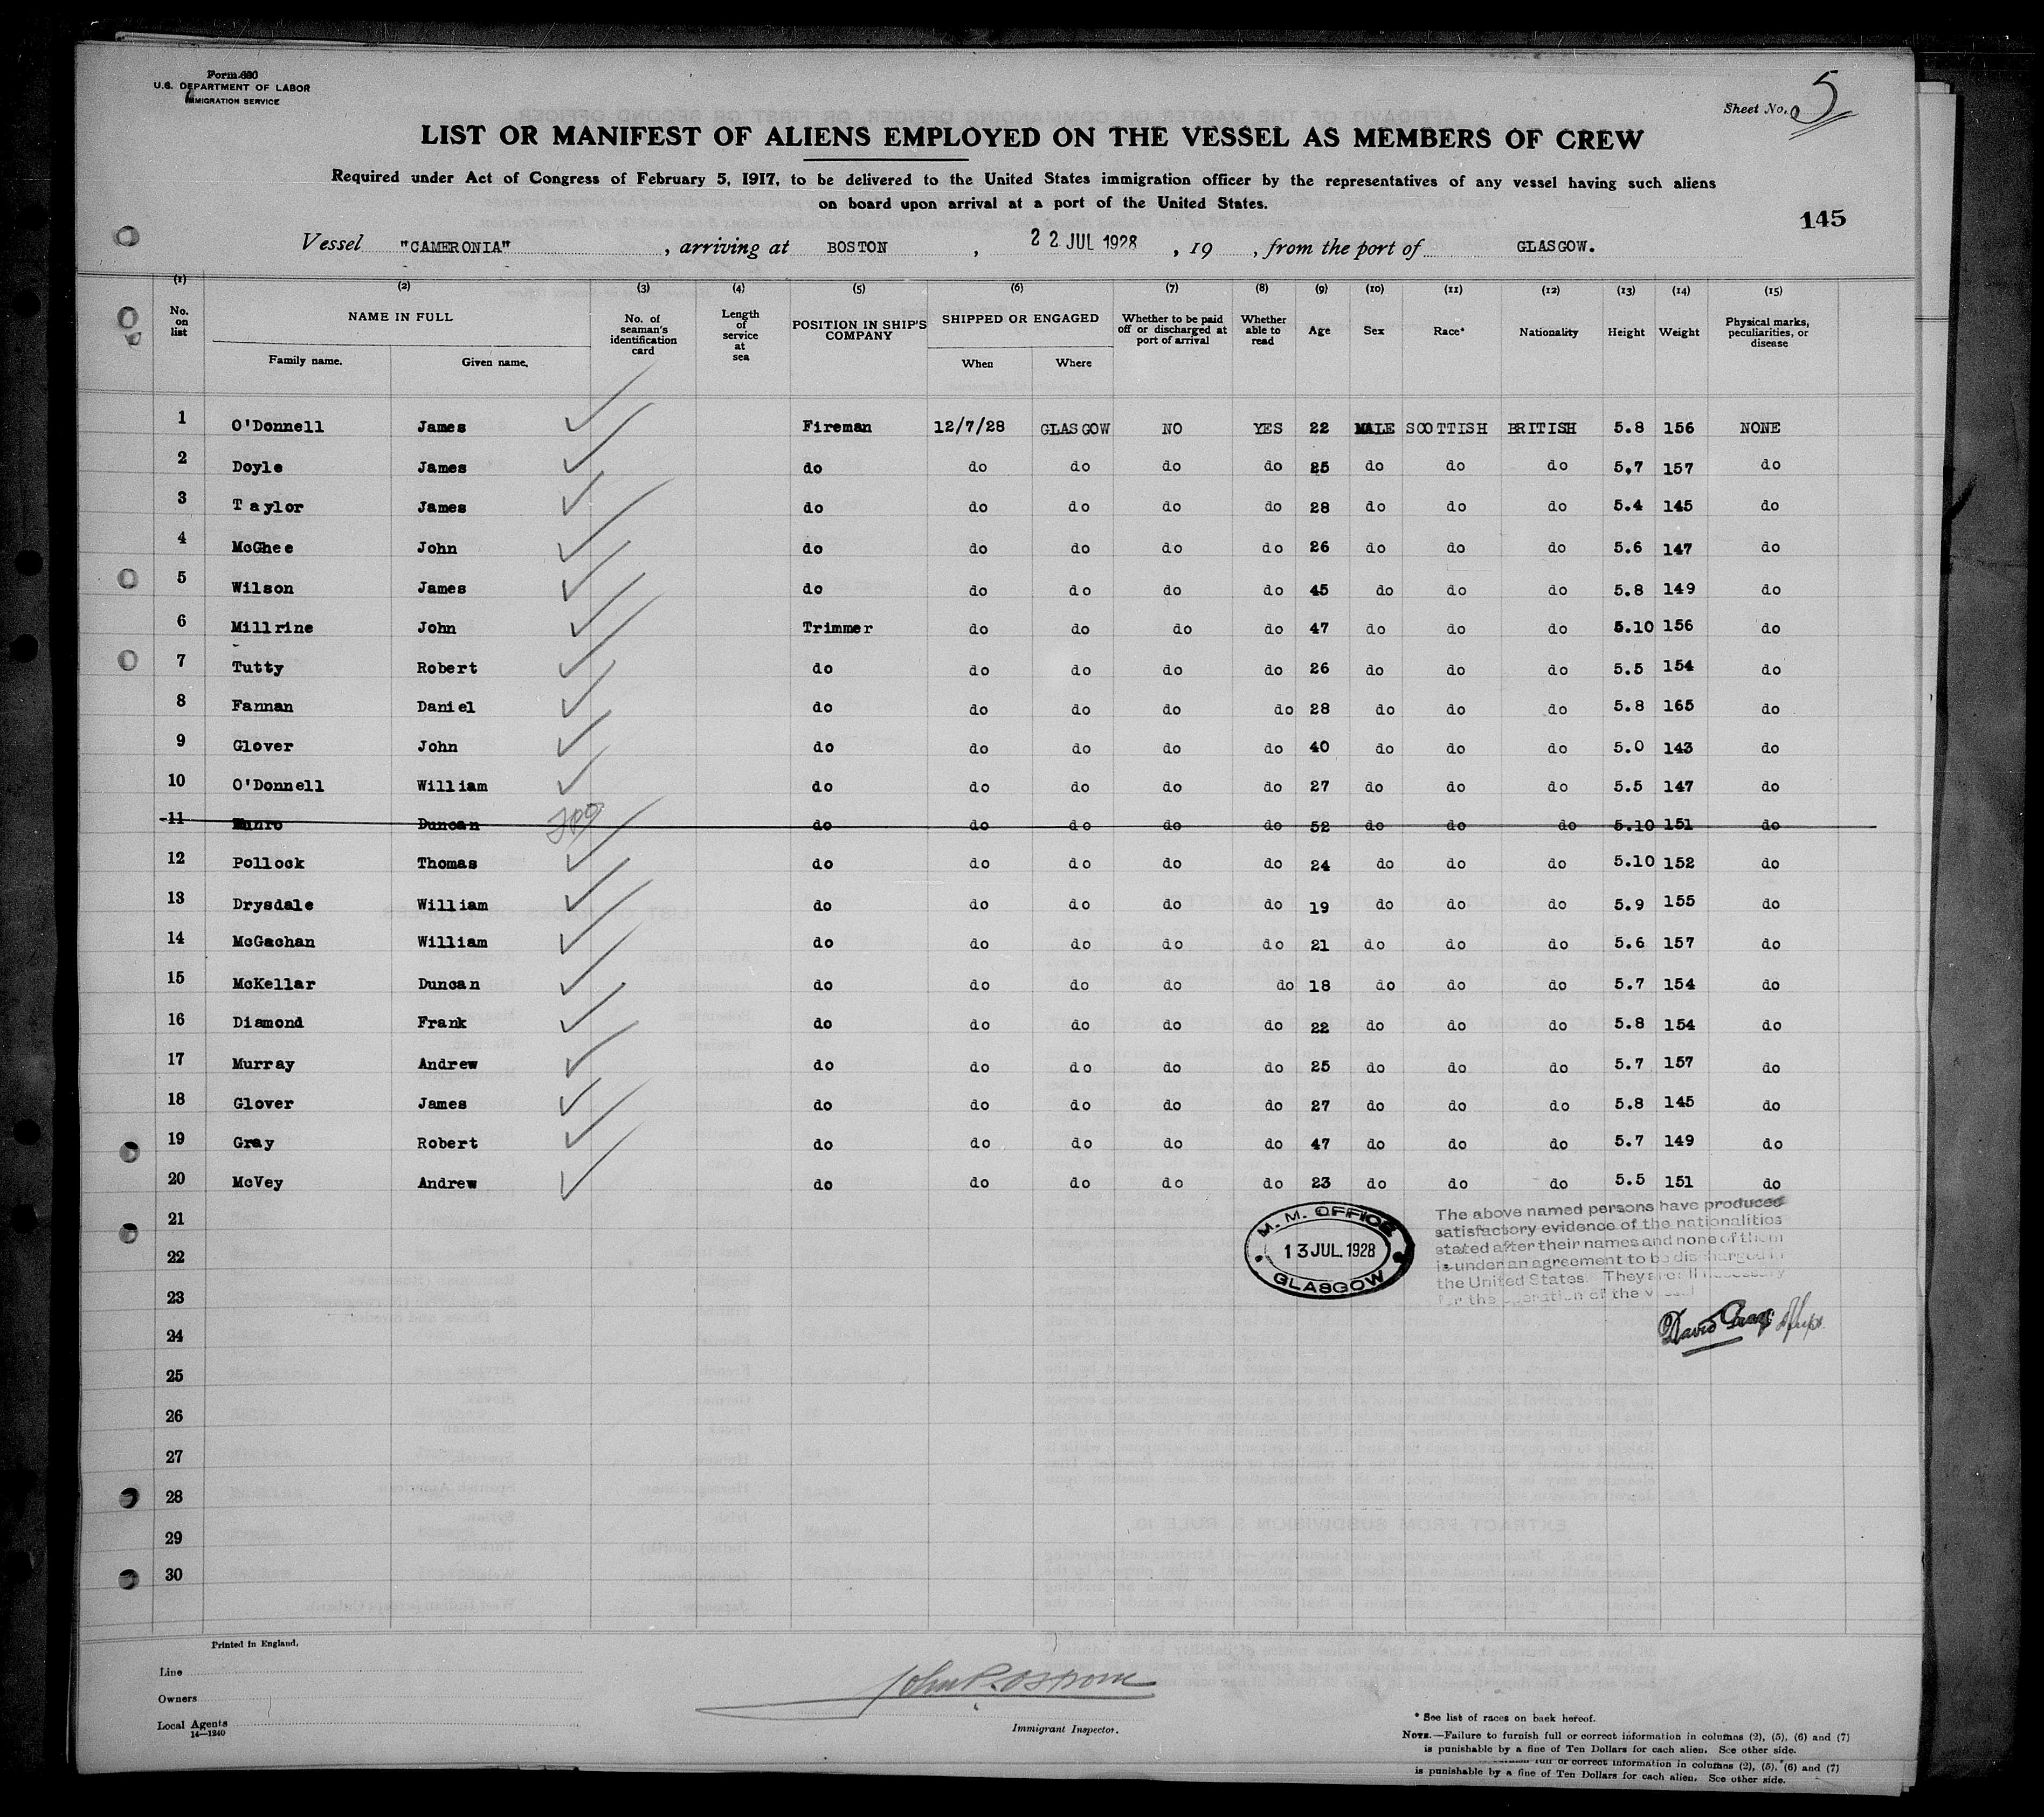 Form 680
U.S. DEPARTMENT OF LABOR
IMMIGRATION SERVICE
Sheet No. 5
LIST OR MANIFEST OF ALIENS EMPLOYED ON THE VESSEL AS MEMBERS OF CREW
Required under Act of Congress of February 5, 1917, to be delivered to the United States immigration officer by the representatives of any vessel having such aliens
on board upon arrival at a port of the United States.
145
Vessel "CAMERONIA" , arriving at BOSTON , 22 JUL 1928 , 19 , from the port of GLASGOW.
(1) (2) (3) (4) (5) (6) (7) (8) (9) (10) (11) (12) (13) (14) (15)
No. on list NAME IN FULL Family name. Given name. No. of seaman's identification card Length of service at sea POSITION IN SHIP'S COMPANY SHIPPED OR ENGAGED When Where Whether to be paid off or discharged at port of arrival Whether able to read Age Sex Race* Nationality Height Weight Physical marks, peculiarities, or disease
1 O'Donnell James Fireman 12/7/28 GLASGOW NO YES 22 MALE SCOTTISH BRITISH 5.8 156 NONE
2 Doyle James do do do do do 25 do do do 5,7 157 do
3 Taylor James do do do do do 28 do do do 5.4 145 do
4 McGhee John do do do do do 26 do do do 5.6 147 do
5 Wilson James do do do do do 45 do do do 5.8 149 do
6 Millrine John Trimmer do do do do 47 do do do 5.10 156 do
7 Tutty Robert do do do do do 26 do do do 5.5 154 do
8 Fannan Daniel do do do do do 28 do do do 5.8 165 do
9 Glover John do do do do do 40 do do do 5.0 143 do
10 O'Donnell William do do do do do 27 do do do 5.5 147 do
11 Munro Duncan do do do do do 52 do do do 5.10 151 do
12 Pollock Thomas do do do do do 24 do do do 5.10 152 do
13 Drysdale William do do do do do 19 do do do 5.9 155 do
14 McGachan William do do do do do 21 do do do 5.6 157 do
15 McKellar Duncan do do do do do 18 do do do 5.7 154 do
16 Diamond Frank do do do do do 22 do do do 5.8 154 do
17 Murray Andrew do do do do do 25 do do do 5.7 157 do
18 Glover James do do do do do 27 do do do 5.8 145 do
19 Gray Robert do do do do do 47 do do do 5.7 149 do
20 McVey Andrew do do do do do 23 do do do 5.5 151 do
21
22
23
24
25
26
27
28
29
30
M. M. OFFICE
13 JUL 1928
GLASGOW
The above named persons have produced
satisfactory evidence of the nationalities
stated after their names and none of them
is under an agreement to be discharged in
the United States. They are all necessary
for the operation of the vessel
David Gray
Printed in England.
Line
Owners
Local Agents
14—1240
Immigrant Inspector.
* See list of races on back hereof.
NOTE.—Failure to furnish full or correct information in columns (2), (5), (6) and (7)
is punishable by a fine of Ten Dollars for each alien. See other side.
full or correct information in columns (2), (5), (6) and (7)
is punishable by a fine of Ten Dollars for each alien. See other side.